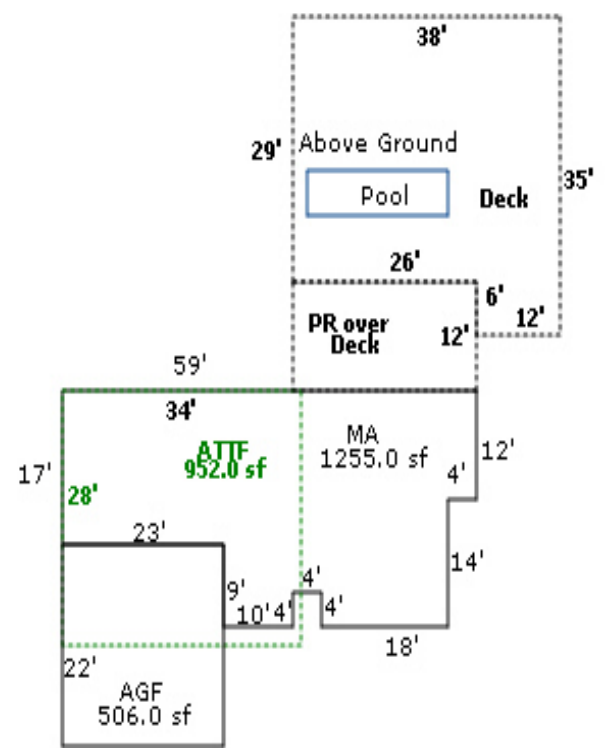 38'
Above Ground
29'
Pool
Deck
35'
26'
6'
PR over
Deck
12'
12'
59'
34'
ATTF
952.0 sf
MA
1255.0 sf
12'
4'
17'
28'
23'
14'
9'
4'
10'
4'
4'
18'
22'
AGF
506.0 sf